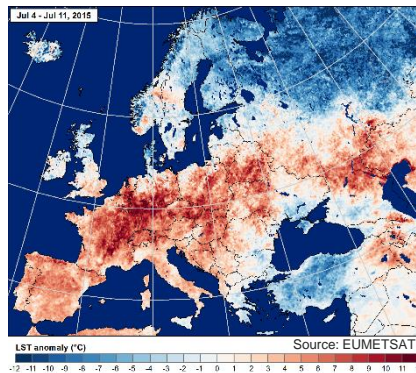 Jul 4 - Jul 11, 2015
LST anomaly (°C)
Source: EUMETSAT
-12 -11 -10 -9 -8 -7 -6 -5 -4 -3 -2 -1 0 1 2 3 4 5 6 7 8 9 10 11